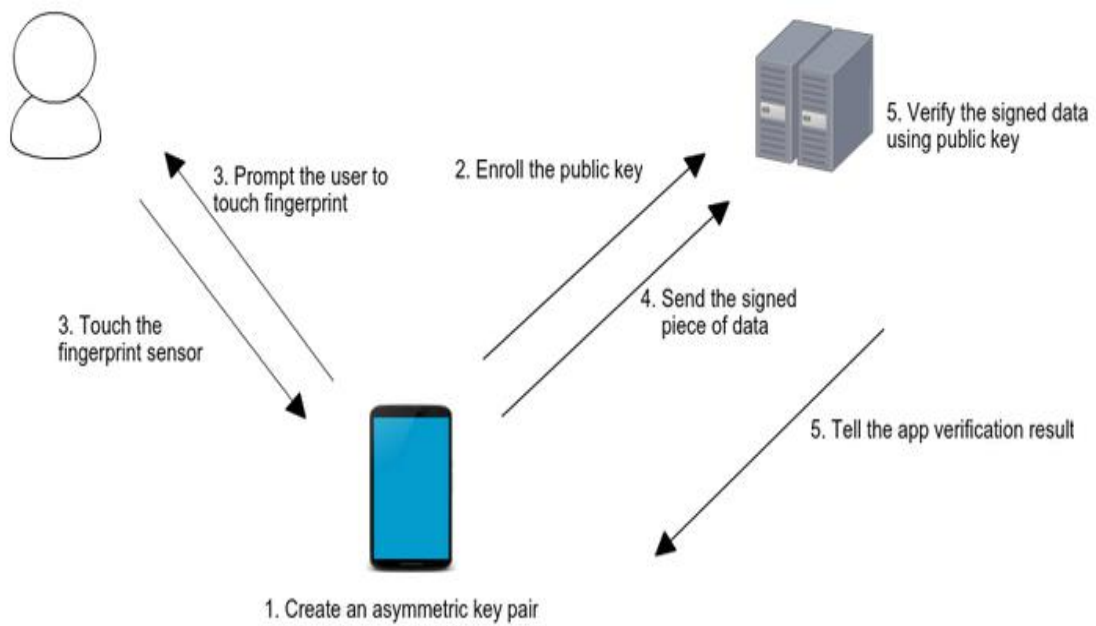 3. Prompt the user to
touch fingerprint
2. Enroll the public key
5. Verify the signed data
using public key
3. Touch the
fingerprint sensor
4. Send the signed
piece of data
5. Tell the app verification result
1. Create an asymmetric key pair